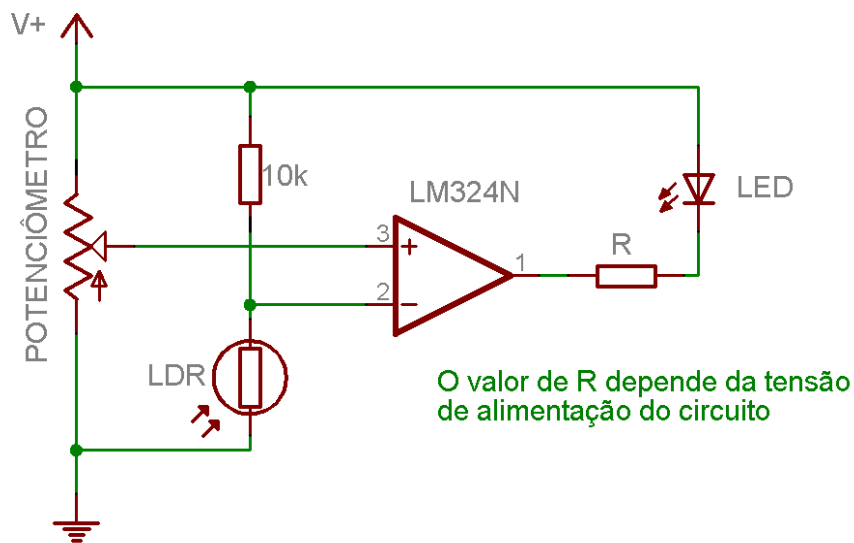 V+
POTENCIÔMETRO
10k
LM324N
LED
3
+
2
−
1
R
LDR
O valor de R depende da tensão
de alimentação do circuito